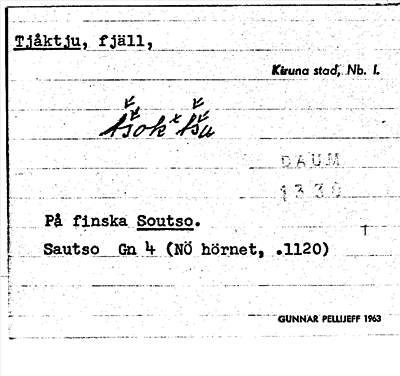 Tjåktju, fjäll,
Kiruna stad, Nb. l.
DAUM
1330
På finska Soutso.
Sautso Gn 4 (NÖ hörnet, .1120)
GUNNAR PELLIJEFF 1963